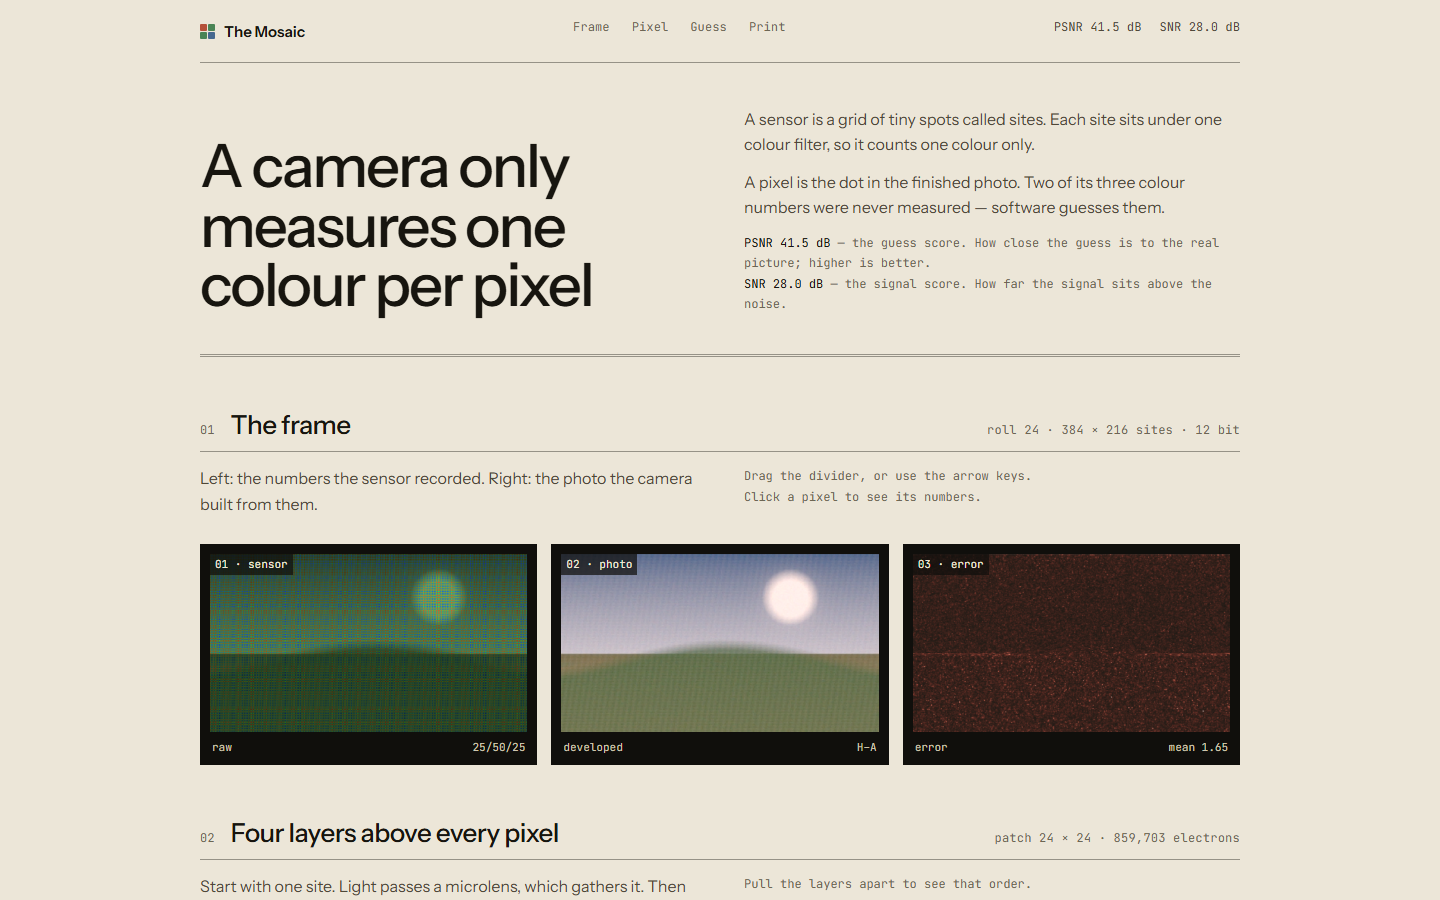 The Mosaic
Frame Pixel Guess Print
PSNR 41.5 dB SNR 28.0 dB
A camera only
measures one
colour per pixel
A sensor is a grid of tiny spots called sites. Each site sits under one
colour filter, so it counts one colour only.
A pixel is the dot in the finished photo. Two of its three colour
numbers were never measured — software guesses them.
PSNR 41.5 dB — the guess score. How close the guess is to the real
picture; higher is better.
SNR 28.0 dB — the signal score. How far the signal sits above the
noise.
01 The frame
roll 24 · 384 × 216 sites · 12 bit
Left: the numbers the sensor recorded. Right: the photo the camera
built from them.
Drag the divider, or use the arrow keys.
Click a pixel to see its numbers.
01 · sensor
raw 25/50/25
02 · photo
developed H-A
03 · error
error mean 1.65
02 Four layers above every pixel
patch 24 × 24 · 859,703 electrons
Start with one site. Light passes a microlens, which gathers it. Then
Pull the layers apart to see that order.